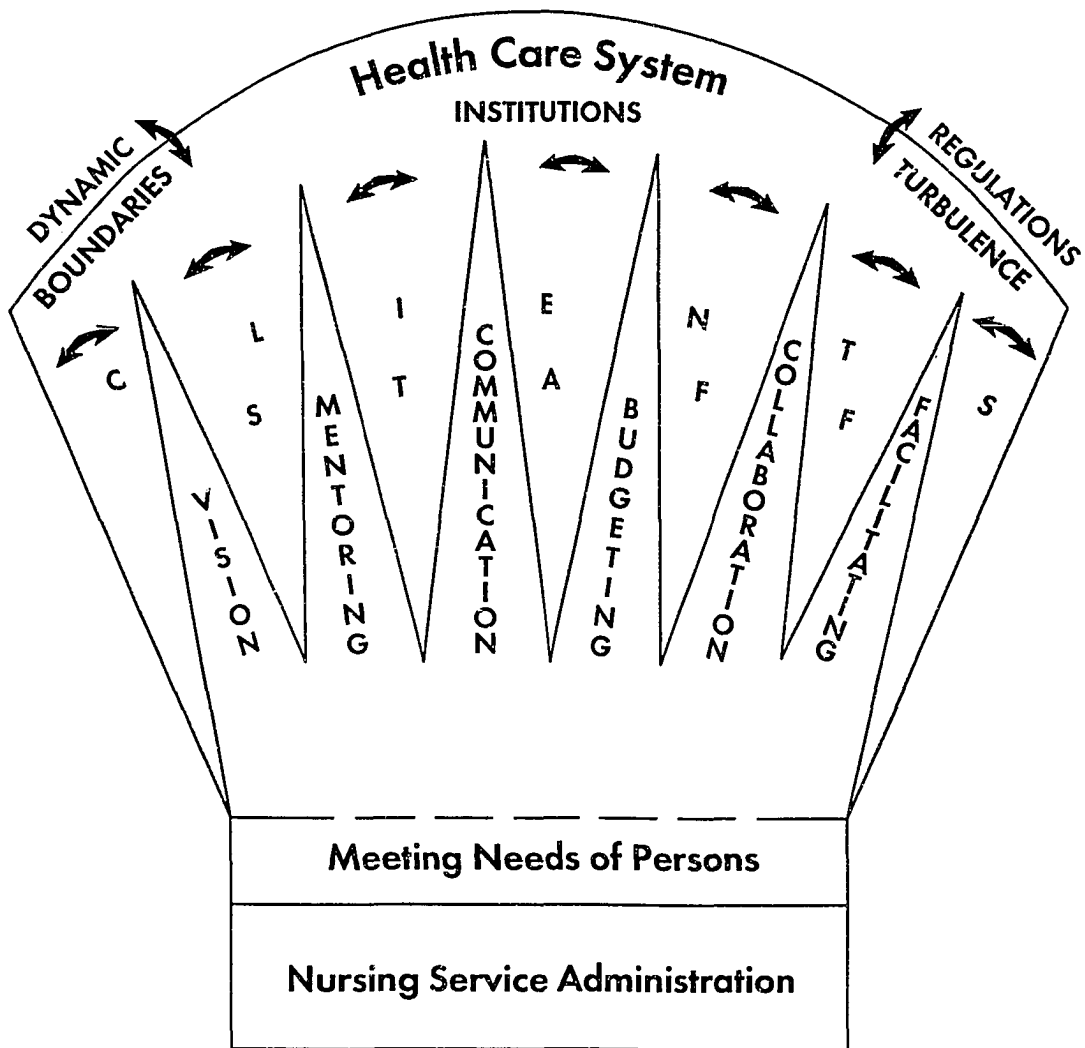 Health Care System
INSTITUTIONS
DYNAMIC
BOUNDARIES
REGULATIONS
TURBULENCE
C L I E N T S
S T A F F
VISION
MENTORING
COMMUNICATION
BUDGETING
COLLABORATION
FACILITATING
Meeting Needs of Persons
Nursing Service Administration